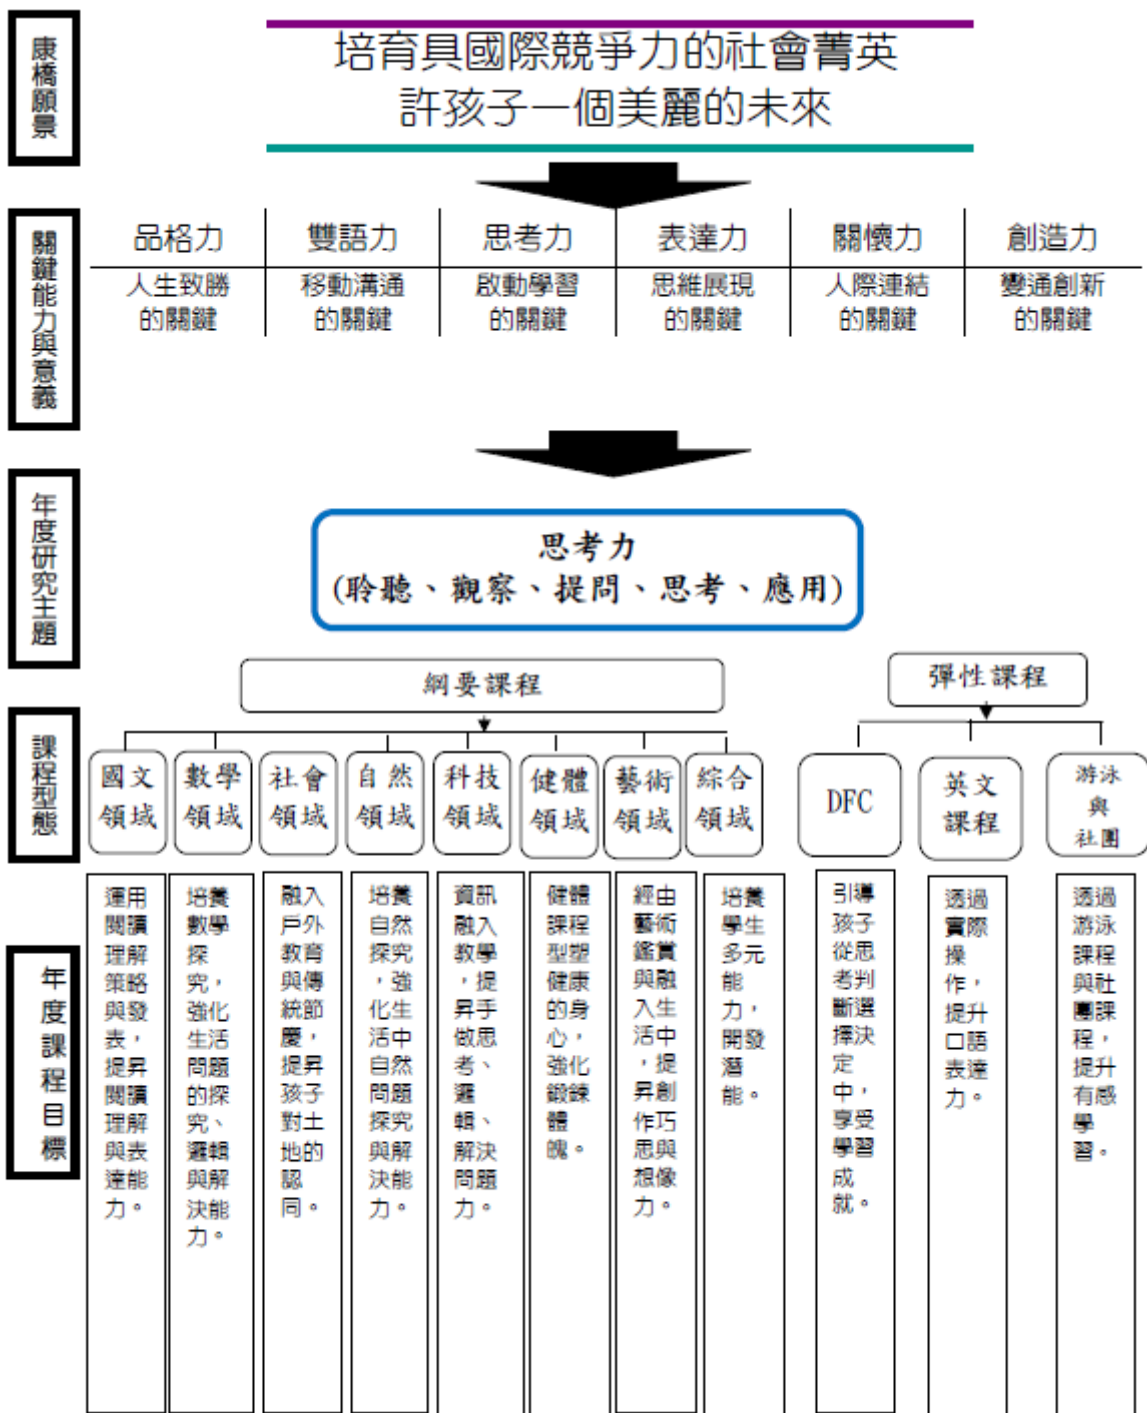 康橋願景
培育具國際競爭力的社會菁英
許孩子一個美麗的未來
關鍵能力與意義
品格力
雙語力
思考力
表達力
關懷力
創造力
人生致勝
的關鍵
移動溝通
的關鍵
啟動學習
的關鍵
思維展現
的關鍵
人際連結
的關鍵
變通創新
的關鍵
年度研究主題
思考力
(聆聽、觀察、提問、思考、應用)
課程型態
綱要課程
彈性課程
國文
領域
數學
領域
社會
領域
自然
領域
科技
領域
健體
領域
藝術
領域
綜合
領域
DFC
英文
課程
游泳
與
社團
年度課程目標
運用
閱讀
理解
策略
與發
表，
提昇
閱讀
理解
與表
達能
力。
培養
數學
探
究，
強化
生活
問題
的探
究、
邏輯
與解
決能
力。
融入
戶外
教育
與傳
統節
慶，
提昇
孩子
對土
地的
認
同。
培養
自然
探究
，強
化生
活中
自然
問題
探究
與解
決能
力。
資訊
融入
教學
，提
昇手
做思
考、
邏
輯、
解決
問題
力。
健體
課程
型塑
健康
的身
心，
強化
鍛鍊
體
魄。
經由
藝術
鑑賞
與融
入生
活中
，提
昇創
作巧
思與
想像
力。
培養
學生
多元
能
力，
開發
潛
能。
引導
孩子
從思
考判
斷選
擇決
定
中，
享受
學習
成
就。
透過
實際
操
作，
提升
口語
表達
力。
透過
游泳
課程
與社
團課
程，
提升
有感
學
習。